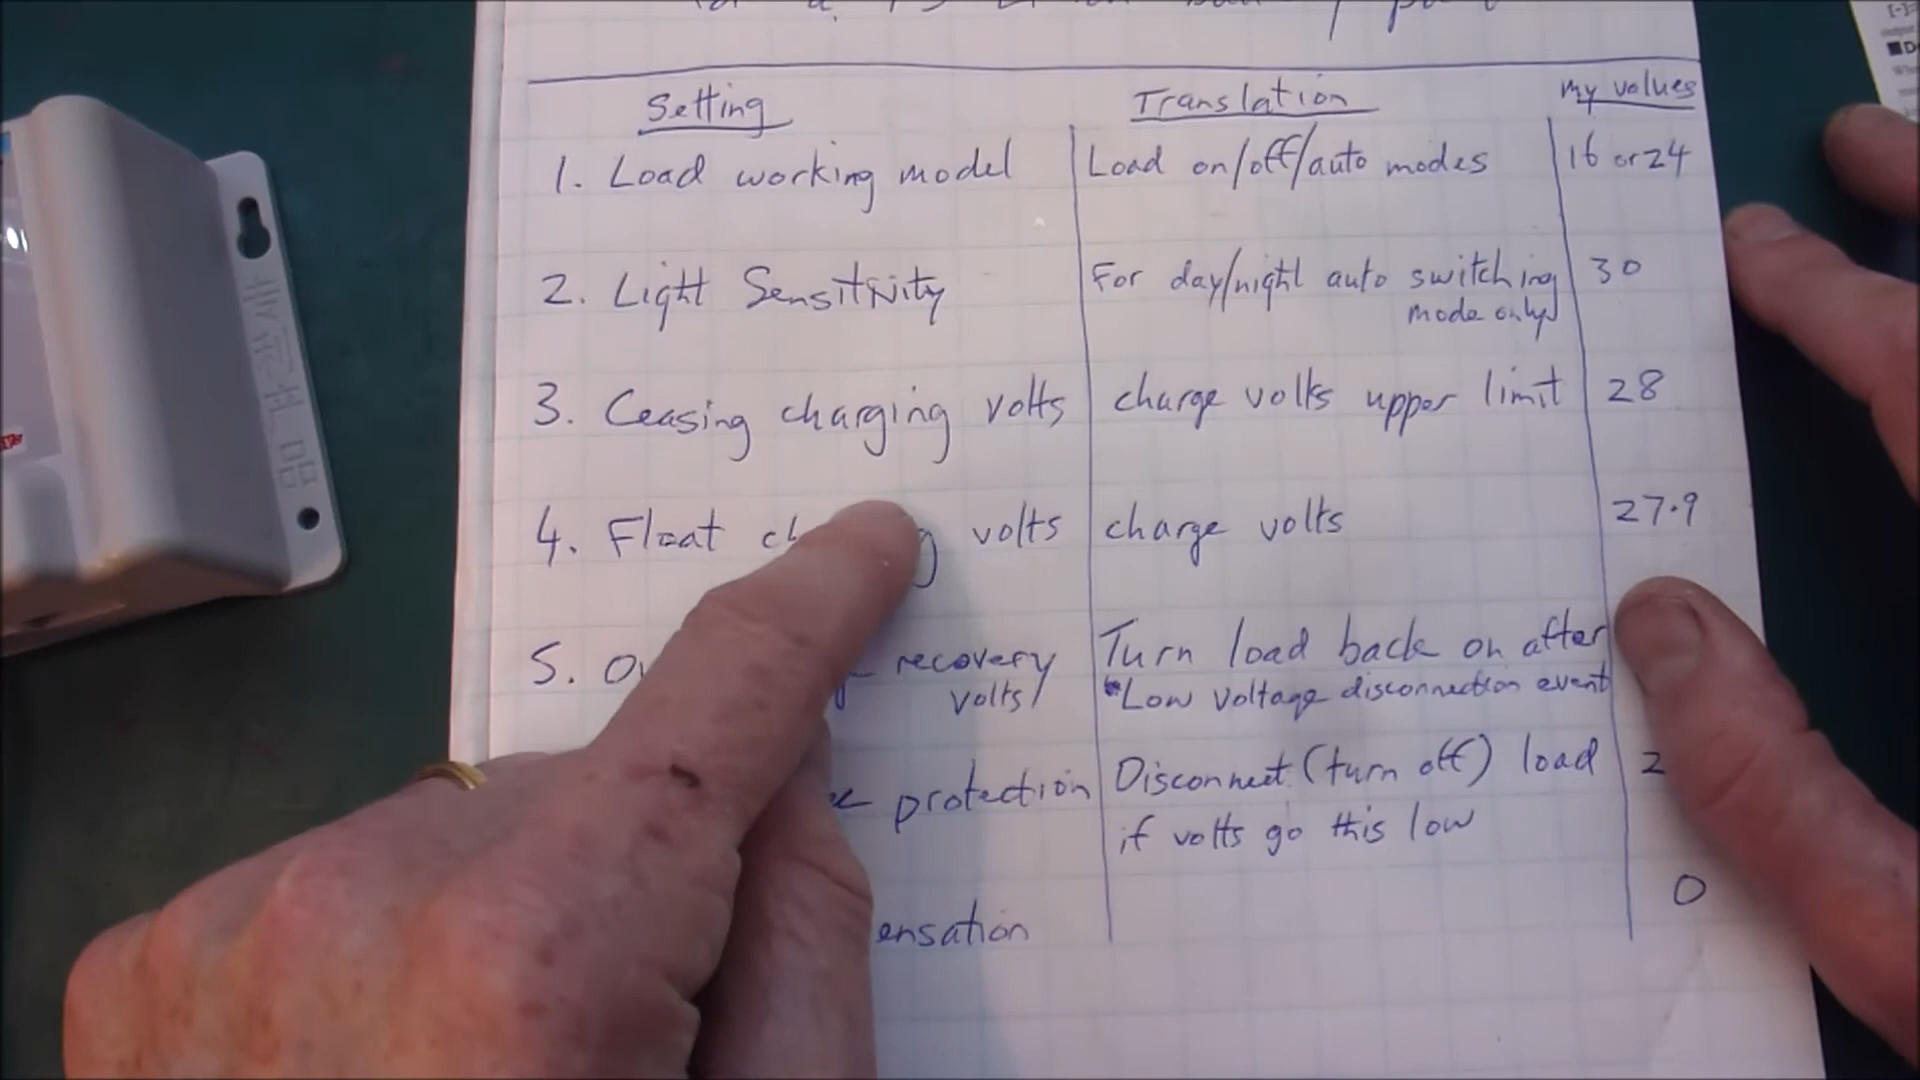 Setting Translation My values
1. Load working model Load on/off/auto modes 16 or 24
2. Light Sensitivity For day/night auto switching 30
mode only
3. Ceasing charging volts charge volts upper limit 28
4. Float volts charge volts 27.9
5. recovery Turn load back on after
volts "Low voltage disconnection event
protection Disconnect (turn off) load 2
if volts go this low
0
ensation